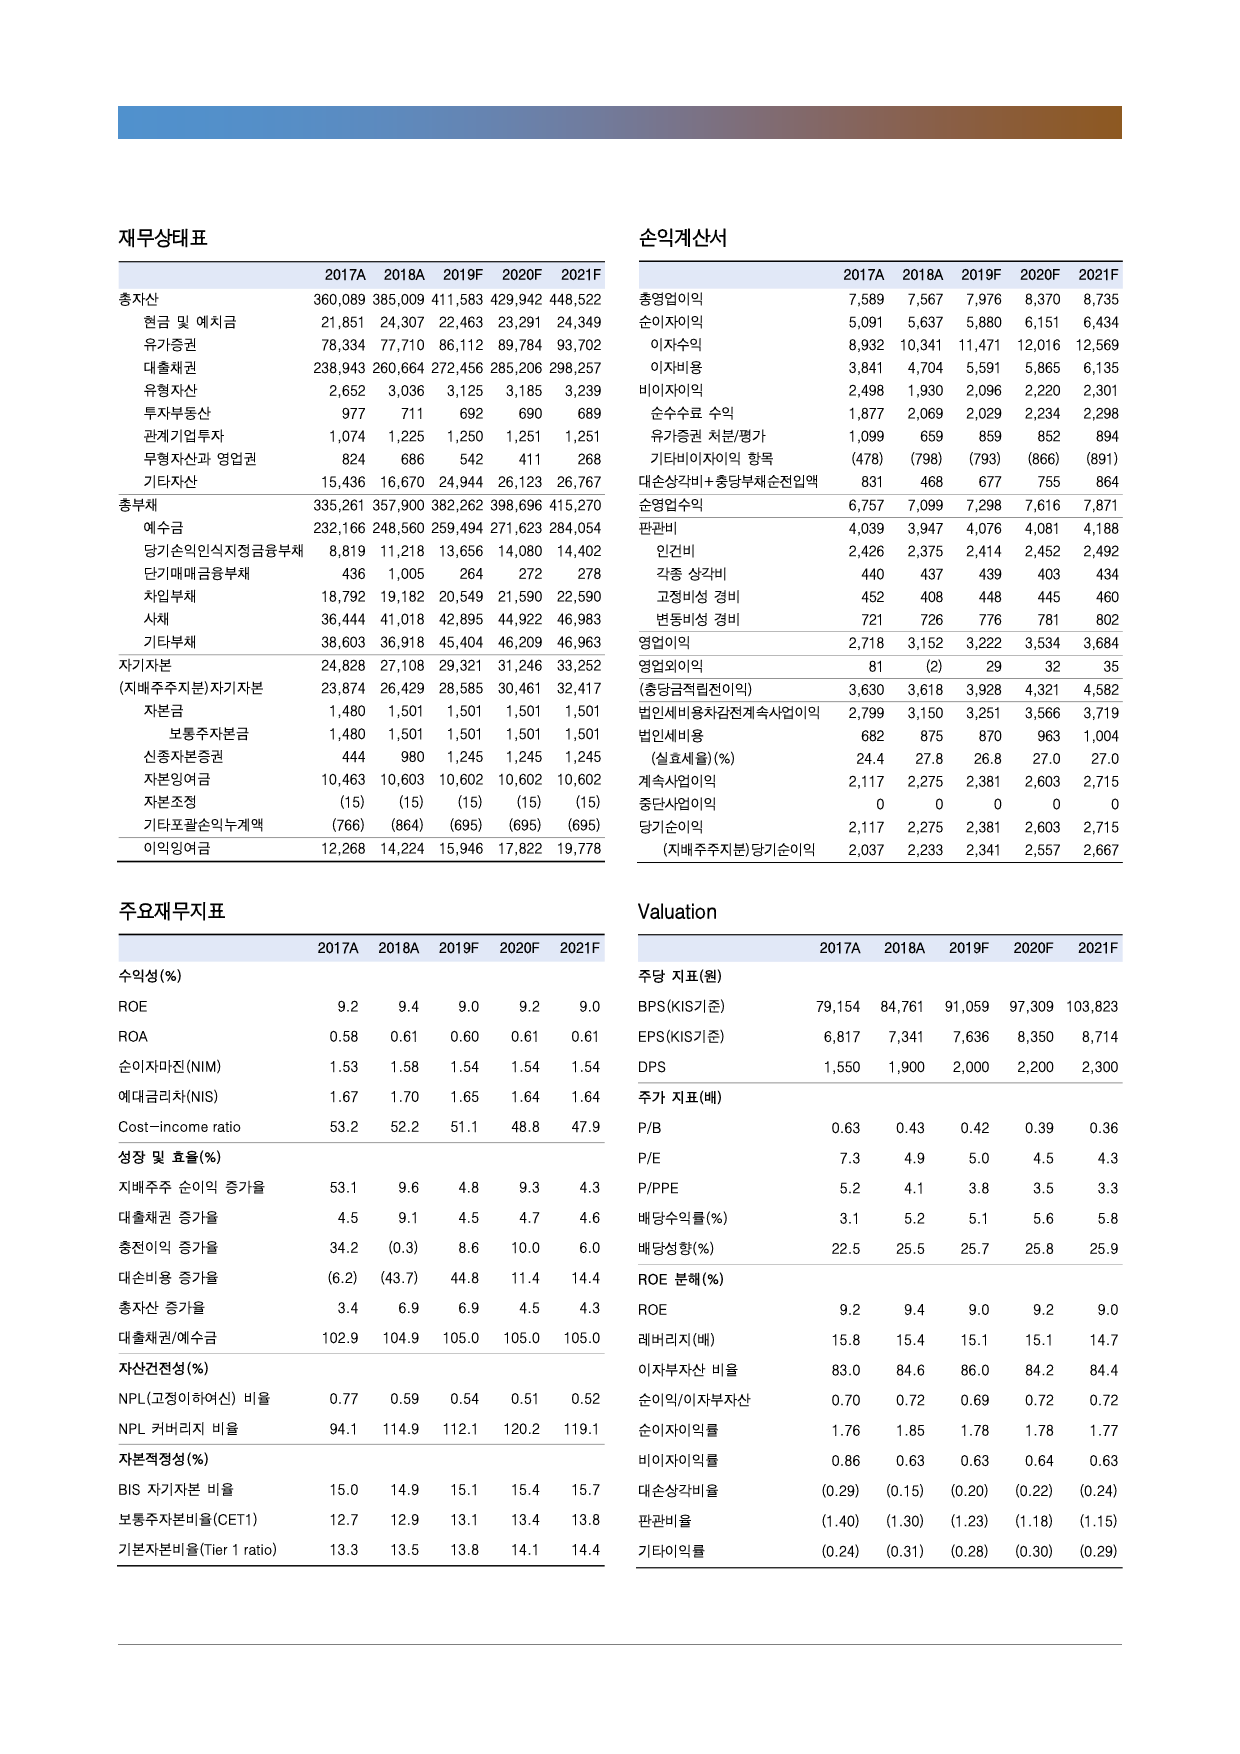 재무상태표
2017A 2018A 2019F 2020F 2021F
총자산 360,089 385,009 411,583 429,942 448,522
현금 및 예치금 21,851 24,307 22,463 23,291 24,349
유가증권 78,334 77,710 86,112 89,784 93,702
대출채권 238,943 260,664 272,456 285,206 298,257
유형자산 2,652 3,036 3,125 3,185 3,239
투자부동산 977 711 692 690 689
관계기업투자 1,074 1,225 1,250 1,251 1,251
무형자산과 영업권 824 686 542 411 268
기타자산 15,436 16,670 24,944 26,123 26,767
총부채 335,261 357,900 382,262 398,696 415,270
예수금 232,166 248,560 259,494 271,623 284,054
당기손익인식지정금융부채 8,819 11,218 13,656 14,080 14,402
단기매매금융부채 436 1,005 264 272 278
차입부채 18,792 19,182 20,549 21,590 22,590
사채 36,444 41,018 42,895 44,922 46,983
기타부채 38,603 36,918 45,404 46,209 46,963
자기자본 24,828 27,108 29,321 31,246 33,252
(지배주주지분)자기자본 23,874 26,429 28,585 30,461 32,417
자본금 1,480 1,501 1,501 1,501 1,501
보통주자본금 1,480 1,501 1,501 1,501 1,501
신종자본증권 444 980 1,245 1,245 1,245
자본잉여금 10,463 10,603 10,602 10,602 10,602
자본조정 (15) (15) (15) (15) (15)
기타포괄손익누계액 (766) (864) (695) (695) (695)
이익잉여금 12,268 14,224 15,946 17,822 19,778
손익계산서
2017A 2018A 2019F 2020F 2021F
총영업이익 7,589 7,567 7,976 8,370 8,735
순이자이익 5,091 5,637 5,880 6,151 6,434
이자수익 8,932 10,341 11,471 12,016 12,569
이자비용 3,841 4,704 5,591 5,865 6,135
비이자이익 2,498 1,930 2,096 2,220 2,301
순수수료 수익 1,877 2,069 2,029 2,234 2,298
유가증권 처분/평가 1,099 659 859 852 894
기타비이자이익 항목 (478) (798) (793) (866) (891)
대손상각비+충당부채순전입액 831 468 677 755 864
순영업수익 6,757 7,099 7,298 7,616 7,871
판관비 4,039 3,947 4,076 4,081 4,188
인건비 2,426 2,375 2,414 2,452 2,492
각종 상각비 440 437 439 403 434
고정비성 경비 452 408 448 445 460
변동비성 경비 721 726 776 781 802
영업이익 2,718 3,152 3,222 3,534 3,684
영업외이익 81 (2) 29 32 35
(충당금적립전이익) 3,630 3,618 3,928 4,321 4,582
법인세비용차감전계속사업이익 2,799 3,150 3,251 3,566 3,719
법인세비용 682 875 870 963 1,004
(실효세율)(%) 24.4 27.8 26.8 27.0 27.0
계속사업이익 2,117 2,275 2,381 2,603 2,715
중단사업이익 0 0 0 0 0
당기순이익 2,117 2,275 2,381 2,603 2,715
(지배주주지분)당기순이익 2,037 2,233 2,341 2,557 2,667
주요재무지표
2017A 2018A 2019F 2020F 2021F
수익성(%)
ROE 9.2 9.4 9.0 9.2 9.0
ROA 0.58 0.61 0.60 0.61 0.61
순이자마진(NIM) 1.53 1.58 1.54 1.54 1.54
예대금리차(NIS) 1.67 1.70 1.65 1.64 1.64
Cost-income ratio 53.2 52.2 51.1 48.8 47.9
성장 및 효율(%)
지배주주 순이익 증가율 53.1 9.6 4.8 9.3 4.3
대출채권 증가율 4.5 9.1 4.5 4.7 4.6
충전이익 증가율 34.2 (0.3) 8.6 10.0 6.0
대손비용 증가율 (6.2) (43.7) 44.8 11.4 14.4
총자산 증가율 3.4 6.9 6.9 4.5 4.3
대출채권/예수금 102.9 104.9 105.0 105.0 105.0
자산건전성(%)
NPL(고정이하여신) 비율 0.77 0.59 0.54 0.51 0.52
NPL 커버리지 비율 94.1 114.9 112.1 120.2 119.1
자본적정성(%)
BIS 자기자본 비율 15.0 14.9 15.1 15.4 15.7
보통주자본비율(CET1) 12.7 12.9 13.1 13.4 13.8
기본자본비율(Tier 1 ratio) 13.3 13.5 13.8 14.1 14.4
Valuation
2017A 2018A 2019F 2020F 2021F
주당 지표(원)
BPS(KIS기준) 79,154 84,761 91,059 97,309 103,823
EPS(KIS기준) 6,817 7,341 7,636 8,350 8,714
DPS 1,550 1,900 2,000 2,200 2,300
주가 지표(배)
P/B 0.63 0.43 0.42 0.39 0.36
P/E 7.3 4.9 5.0 4.5 4.3
P/PPE 5.2 4.1 3.8 3.5 3.3
배당수익률(%) 3.1 5.2 5.1 5.6 5.8
배당성향(%) 22.5 25.5 25.7 25.8 25.9
ROE 분해(%)
ROE 9.2 9.4 9.0 9.2 9.0
레버리지(배) 15.8 15.4 15.1 15.1 14.7
이자부자산 비율 83.0 84.6 86.0 84.2 84.4
순이익/이자부자산 0.70 0.72 0.69 0.72 0.72
순이자이익률 1.76 1.85 1.78 1.78 1.77
비이자이익률 0.86 0.63 0.63 0.64 0.63
대손상각비율 (0.29) (0.15) (0.20) (0.22) (0.24)
판관비율 (1.40) (1.30) (1.23) (1.18) (1.15)
기타이익률 (0.24) (0.31) (0.28) (0.30) (0.29)